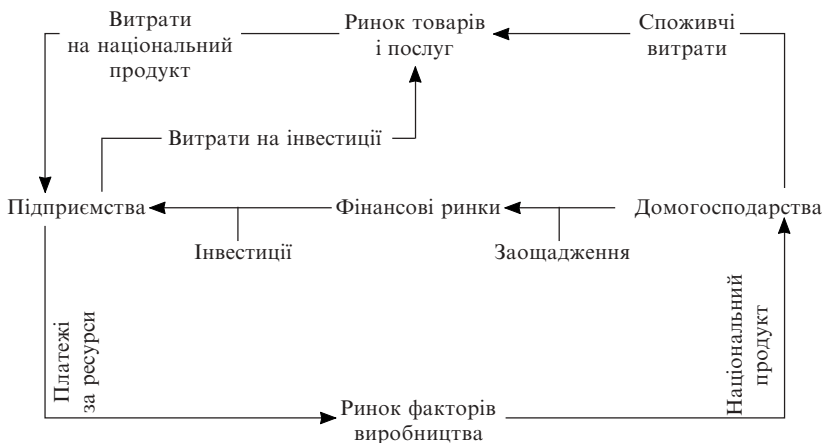 Витрати
на національний
продукт
Ринок товарів
і послуг
Споживчі
витрати
Витрати на інвестиції
Підприємства
Фінансові ринки
Домогосподарства
Інвестиції
Заощадження
Платежі
за ресурси
Національний
продукт
Ринок факторів
виробництва